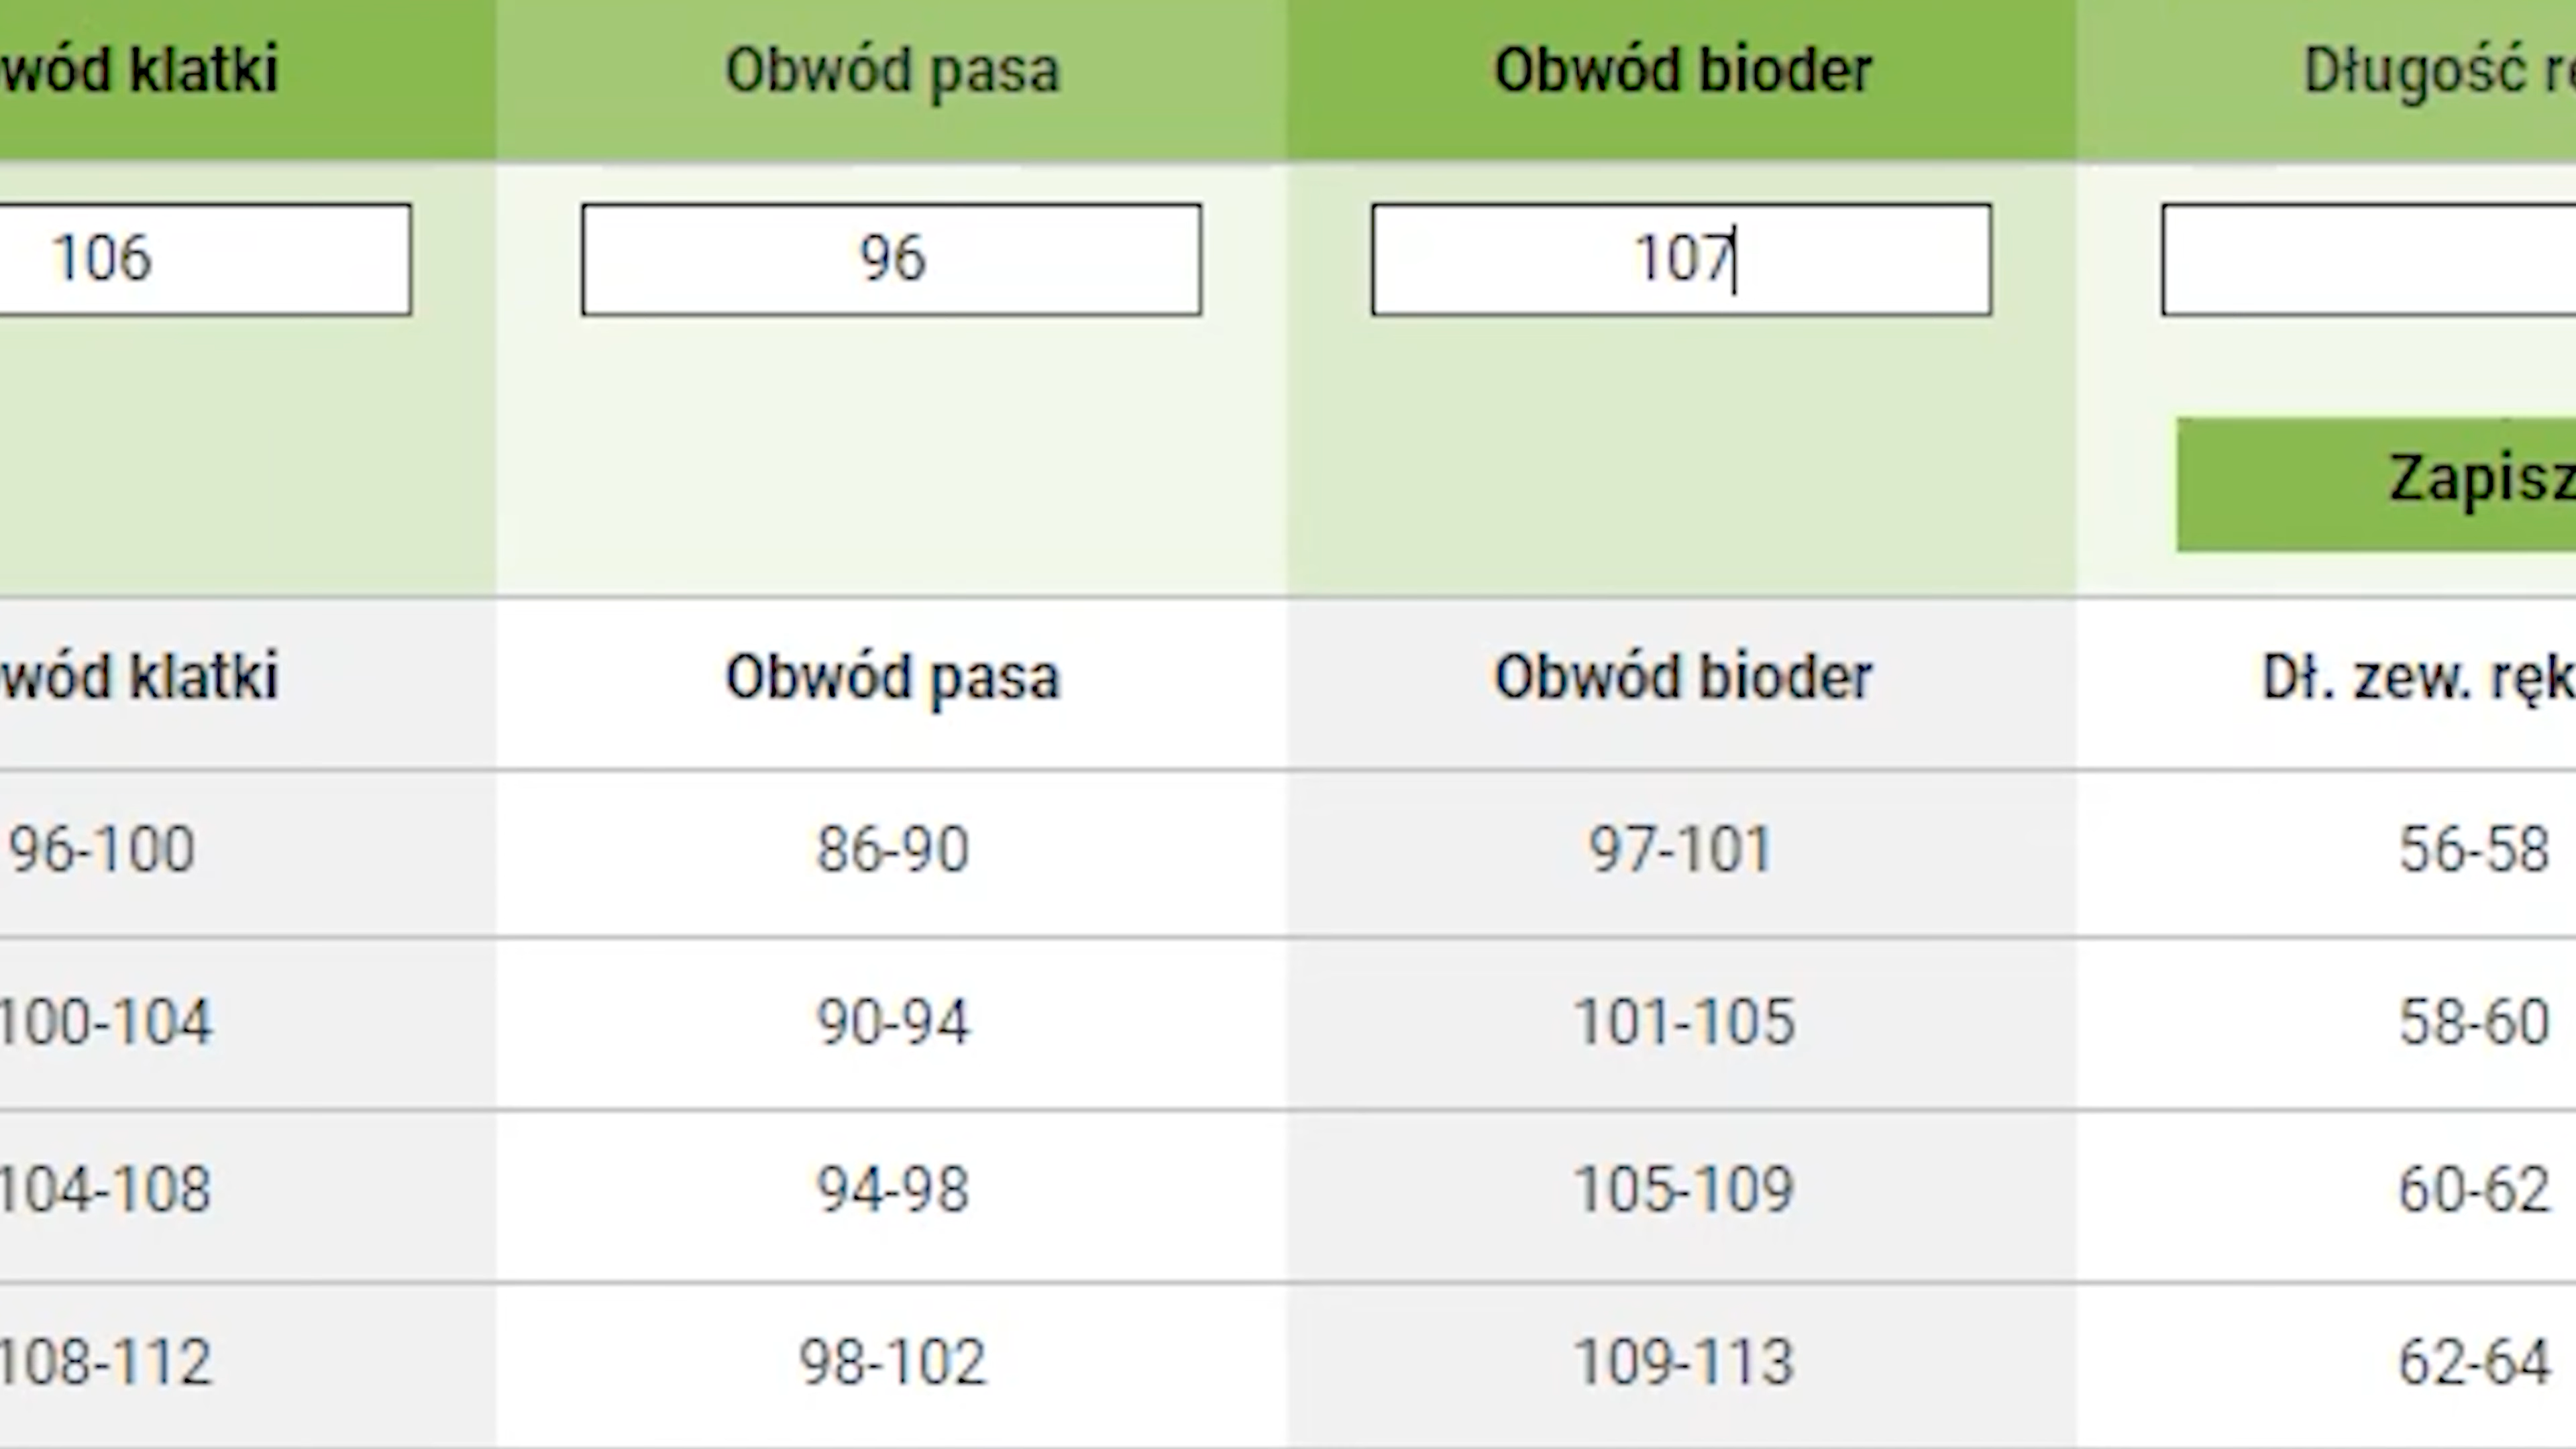 wód klatki Obwód pasa Obwód bioder Długość rę
106 96 107
Zapisz
wód klatki Obwód pasa Obwód bioder Dł. zew. ręk
96-100 86-90 97-101 56-58
100-104 90-94 101-105 58-60
104-108 94-98 105-109 60-62
108-112 98-102 109-113 62-64